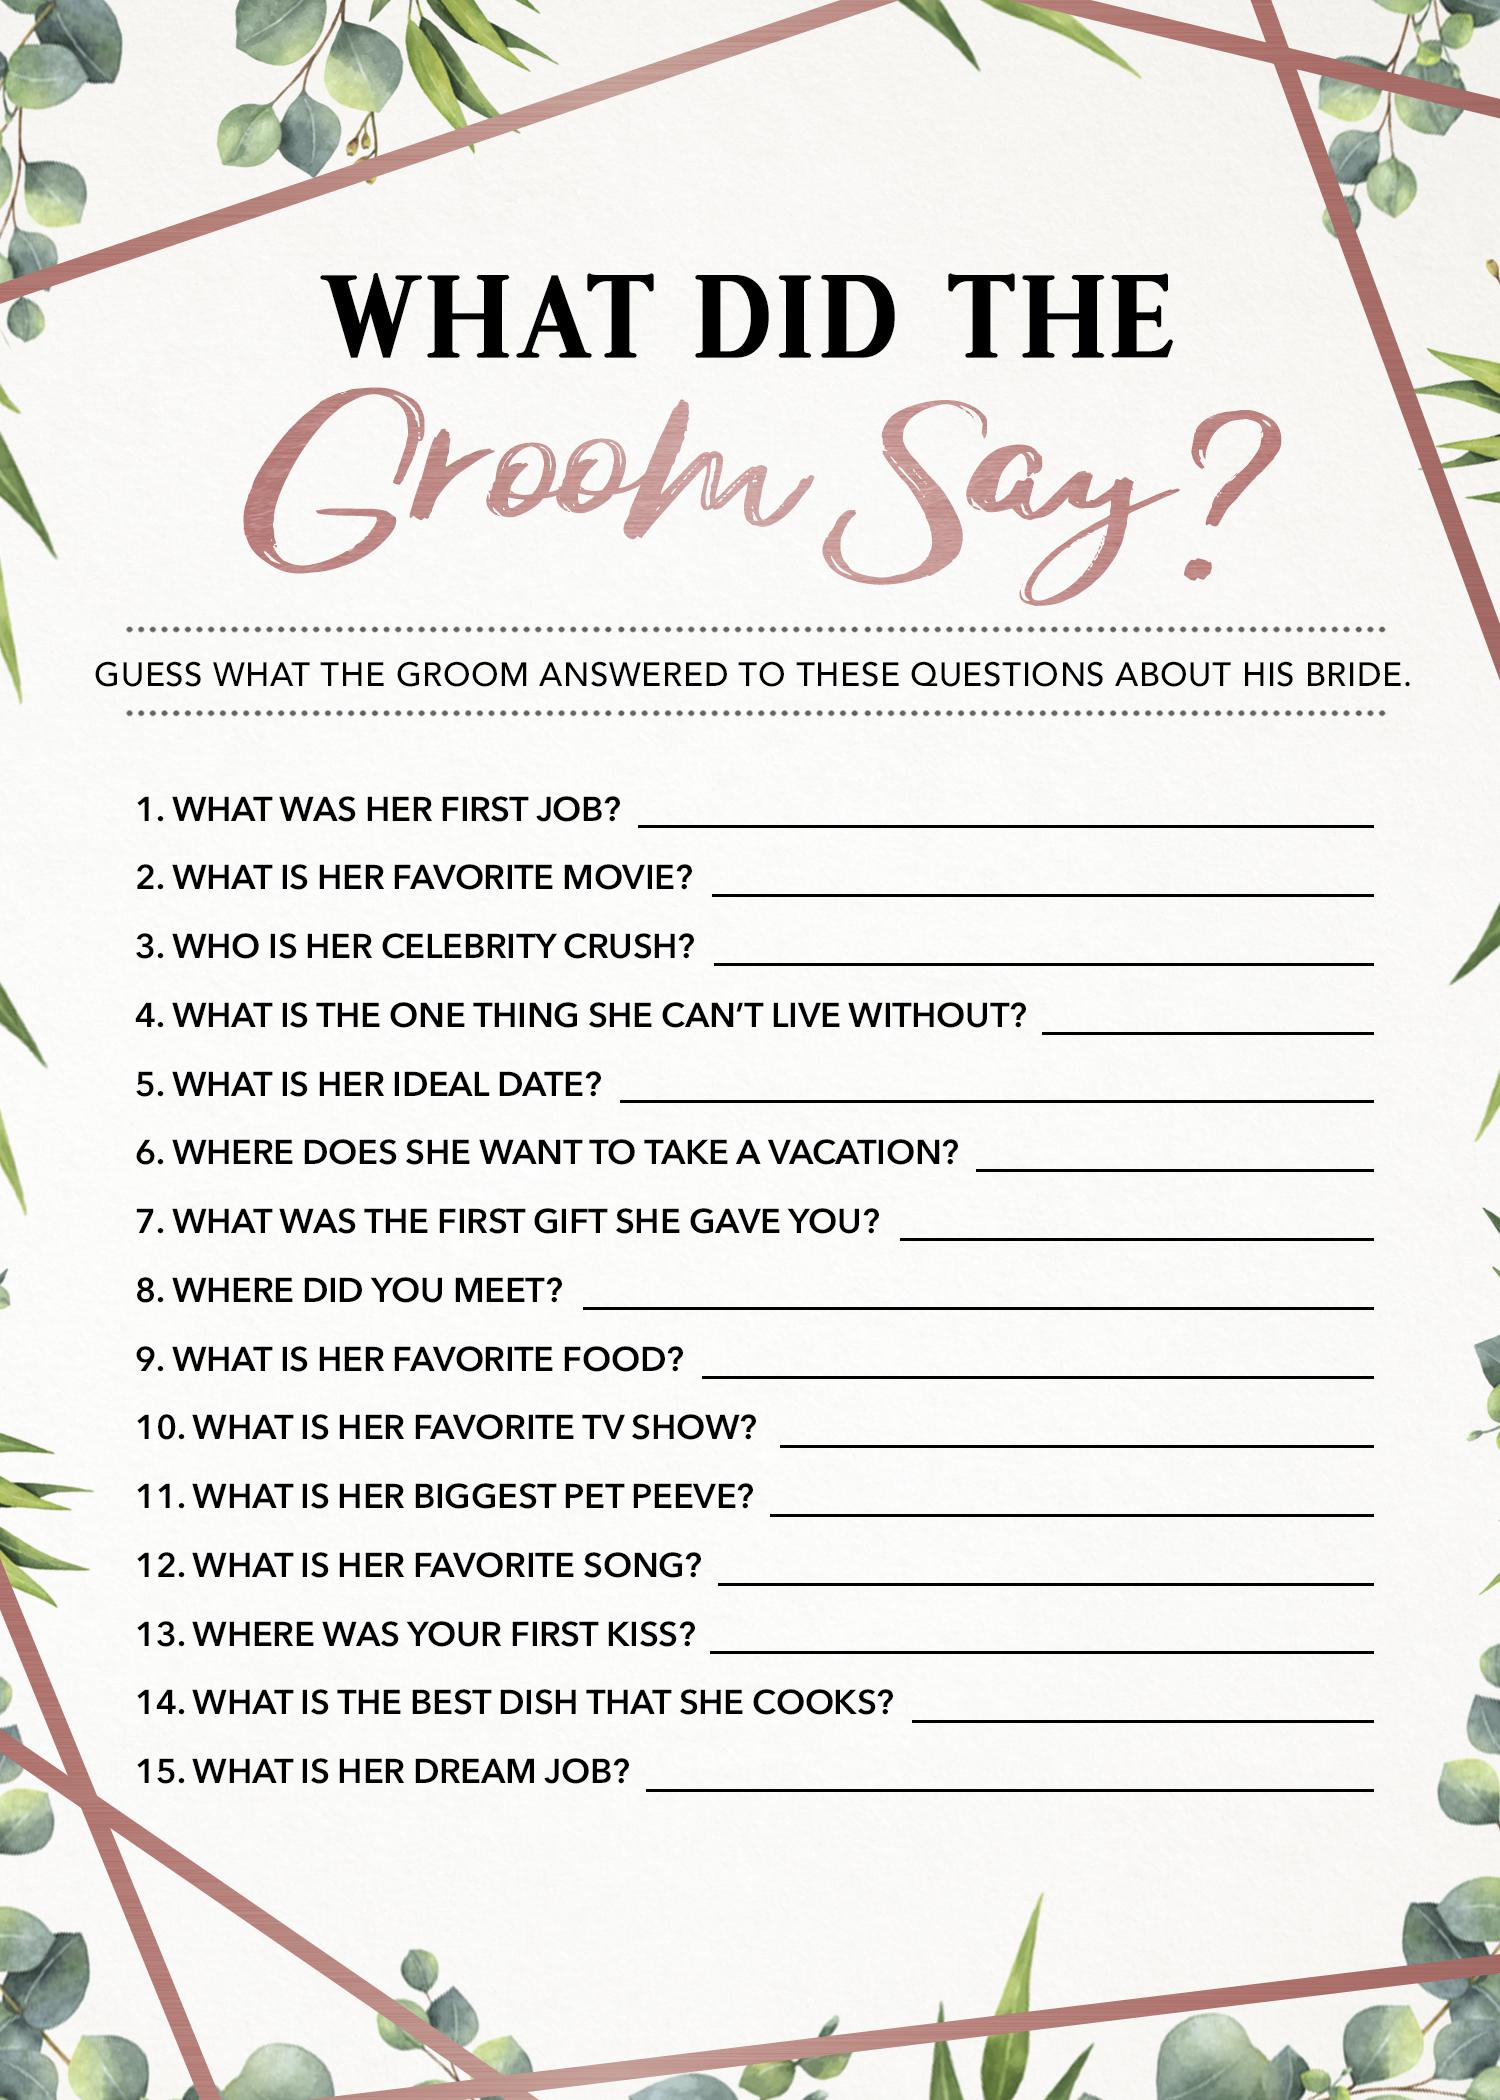 WHAT DID THE
Groom Say?
GUESS WHAT THE GROOM ANSWERED TO THESE QUESTIONS ABOUT HIS BRIDE.
1. WHAT WAS HER FIRST JOB?
2. WHAT IS HER FAVORITE MOVIE?
3. WHO IS HER CELEBRITY CRUSH?
4. WHAT IS THE ONE THING SHE CAN’T LIVE WITHOUT?
5. WHAT IS HER IDEAL DATE?
6. WHERE DOES SHE WANT TO TAKE A VACATION?
7. WHAT WAS THE FIRST GIFT SHE GAVE YOU?
8. WHERE DID YOU MEET?
9. WHAT IS HER FAVORITE FOOD?
10. WHAT IS HER FAVORITE TV SHOW?
11. WHAT IS HER BIGGEST PET PEEVE?
12. WHAT IS HER FAVORITE SONG?
13. WHERE WAS YOUR FIRST KISS?
14. WHAT IS THE BEST DISH THAT SHE COOKS?
15. WHAT IS HER DREAM JOB?